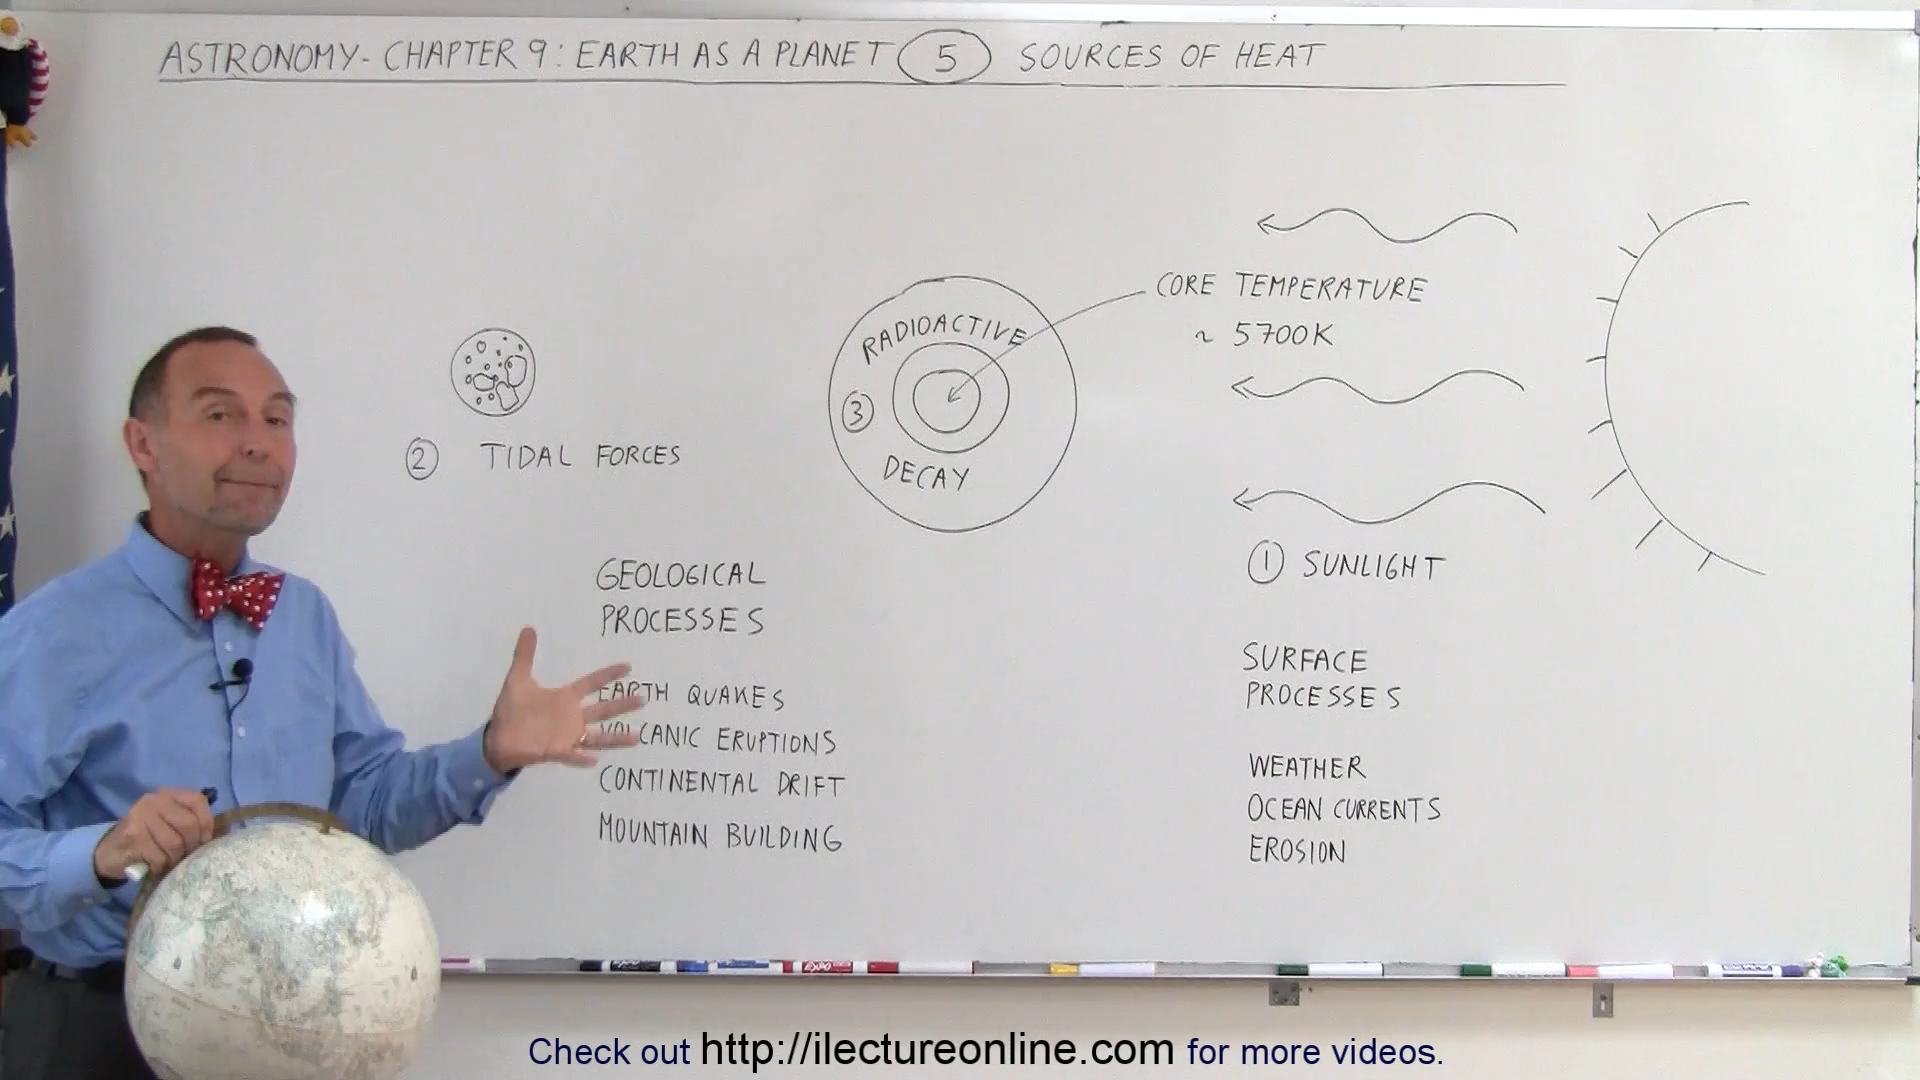 ASTRONOMY - CHAPTER 9 : EARTH AS A PLANET 5 SOURCES OF HEAT
CORE TEMPERATURE
~ 5700K
RADIOACTIVE
3
DECAY
2 TIDAL FORCES
1 SUNLIGHT
GEOLOGICAL
PROCESSES
EARTH QUAKES
VOLCANIC ERUPTIONS
CONTINENTAL DRIFT
MOUNTAIN BUILDING
SURFACE
PROCESSES
WEATHER
OCEAN CURRENTS
EROSION
Check out http://ilectureonline.com for more videos.